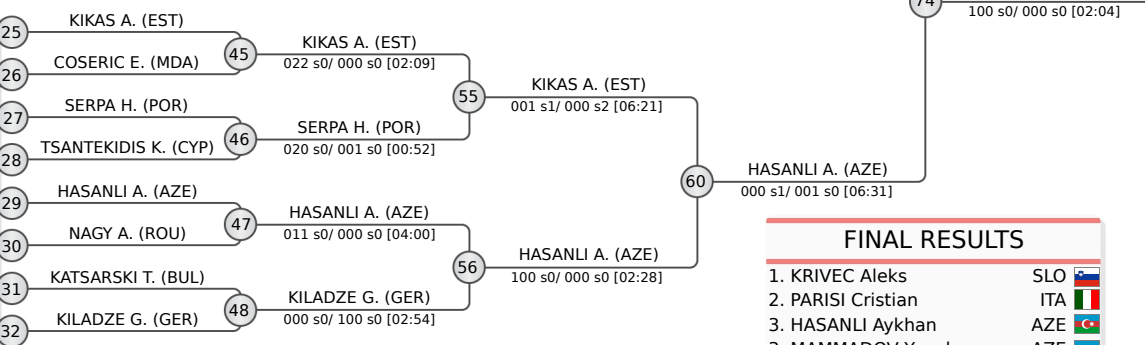 74
100 s0/ 000 s0 [02:04]
25
KIKAS A. (EST)
26
COSERIC E. (MDA)
45
KIKAS A. (EST)
022 s0/ 000 s0 [02:09]
27
SERPA H. (POR)
28
TSANTEKIDIS K. (CYP)
46
SERPA H. (POR)
020 s0/ 001 s0 [00:52]
55
KIKAS A. (EST)
001 s1/ 000 s2 [06:21]
29
HASANLI A. (AZE)
30
NAGY A. (ROU)
47
HASANLI A. (AZE)
011 s0/ 000 s0 [04:00]
31
KATSARSKI T. (BUL)
32
KILADZE G. (GER)
48
KILADZE G. (GER)
000 s0/ 100 s0 [02:54]
56
HASANLI A. (AZE)
100 s0/ 000 s0 [02:28]
60
HASANLI A. (AZE)
000 s1/ 001 s0 [06:31]
FINAL RESULTS
1. KRIVEC Aleks SLO
2. PARISI Cristian ITA
3. HASANLI Aykhan AZE
3. MAMMADOV AZE